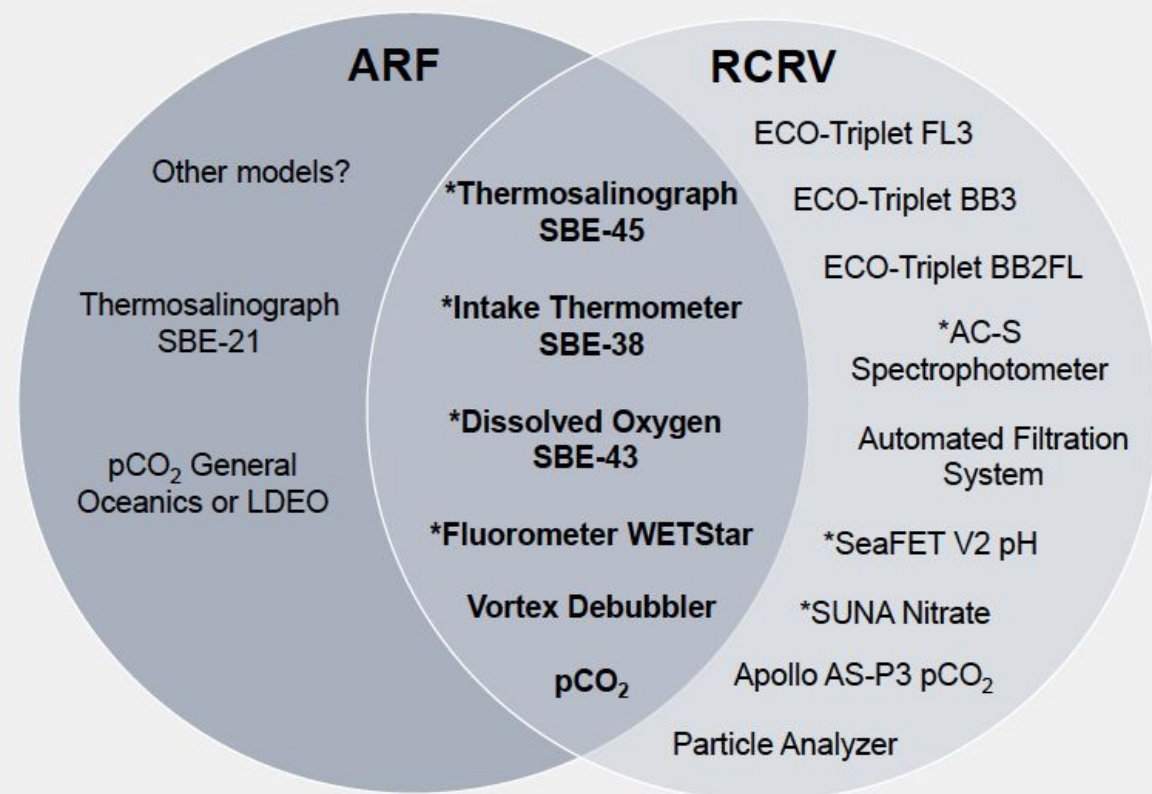 ARF
Other models?
Thermosalinograph
SBE-21
pCO₂ General
Oceanics or LDEO
*Thermosalinograph
SBE-45
*Intake Thermometer
SBE-38
*Dissolved Oxygen
SBE-43
*Fluorometer WETStar
Vortex Debubbler
pCO₂
RCRV
ECO-Triplet FL3
ECO-Triplet BB3
ECO-Triplet BB2FL
*AC-S
Spectrophotometer
Automated Filtration
System
*SeaFET V2 pH
*SUNA Nitrate
Apollo AS-P3 pCO₂
Particle Analyzer